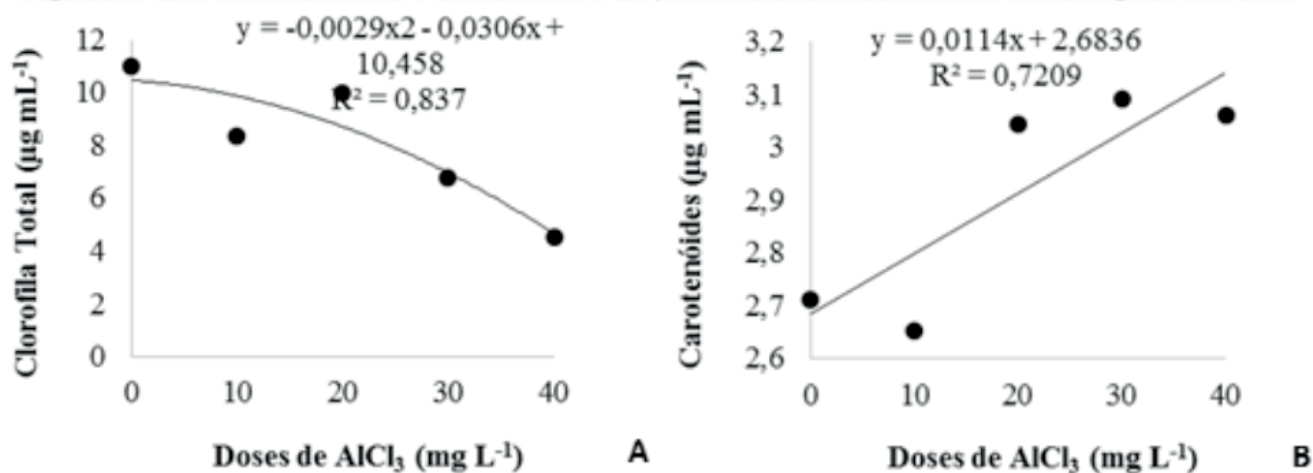 y = -0,0029x2 - 0,0306x +
10,458
R² = 0,837
12
10
8
6
4
2
0
0 10 20 30 40
Clorofila Total (µg mL⁻¹)
Doses de AlCl₃ (mg L⁻¹)
A
y = 0,0114x + 2,6836
R² = 0,7209
3,2
3,1
3
2,9
2,8
2,7
2,6
0 10 20 30 40
Carotenóides (µg mL⁻¹)
Doses de AlCl₃ (mg L⁻¹)
B